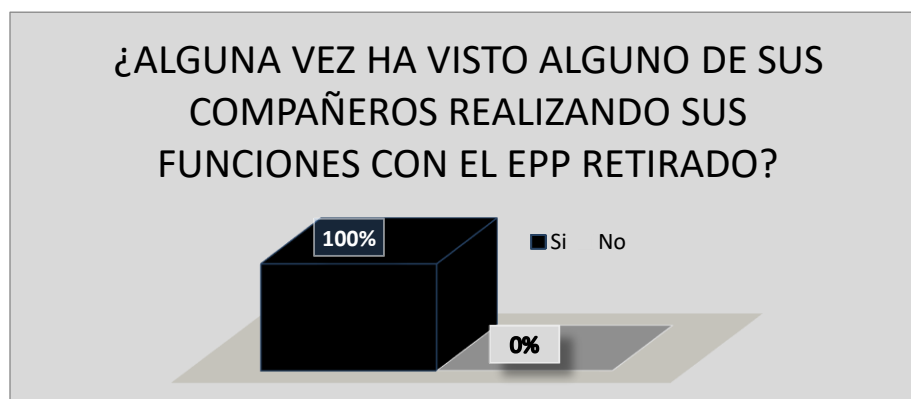 ¿ALGUNA VEZ HA VISTO ALGUNO DE SUS
COMPAÑEROS REALIZANDO SUS
FUNCIONES CON EL EPP RETIRADO?
100%
Si No
0%